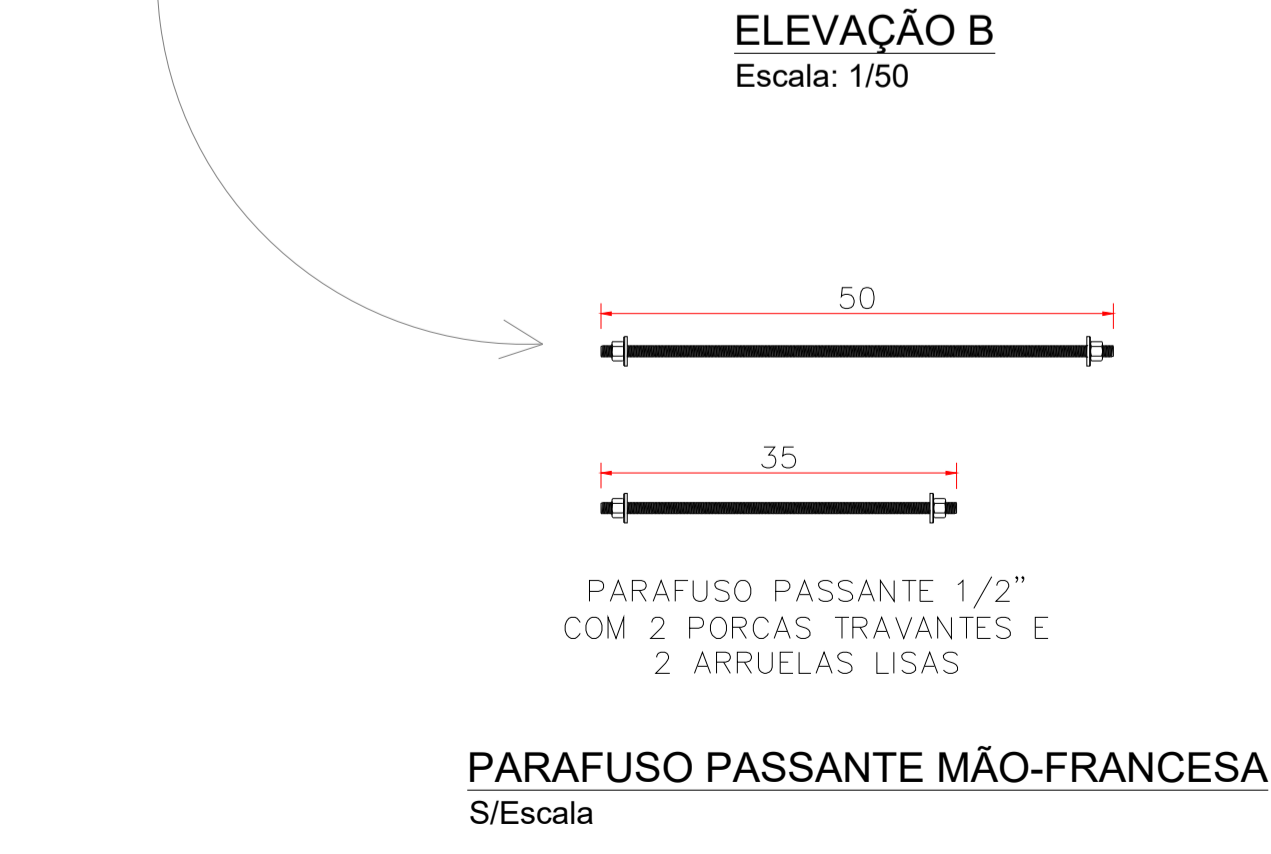 ELEVAÇÃO B
Escala: 1/50
50
35
PARAFUSO PASSANTE 1/2”
COM 2 PORCAS TRAVANTES E
2 ARRUELAS LISAS
PARAFUSO PASSANTE MÃO-FRANCESA
S/Escala